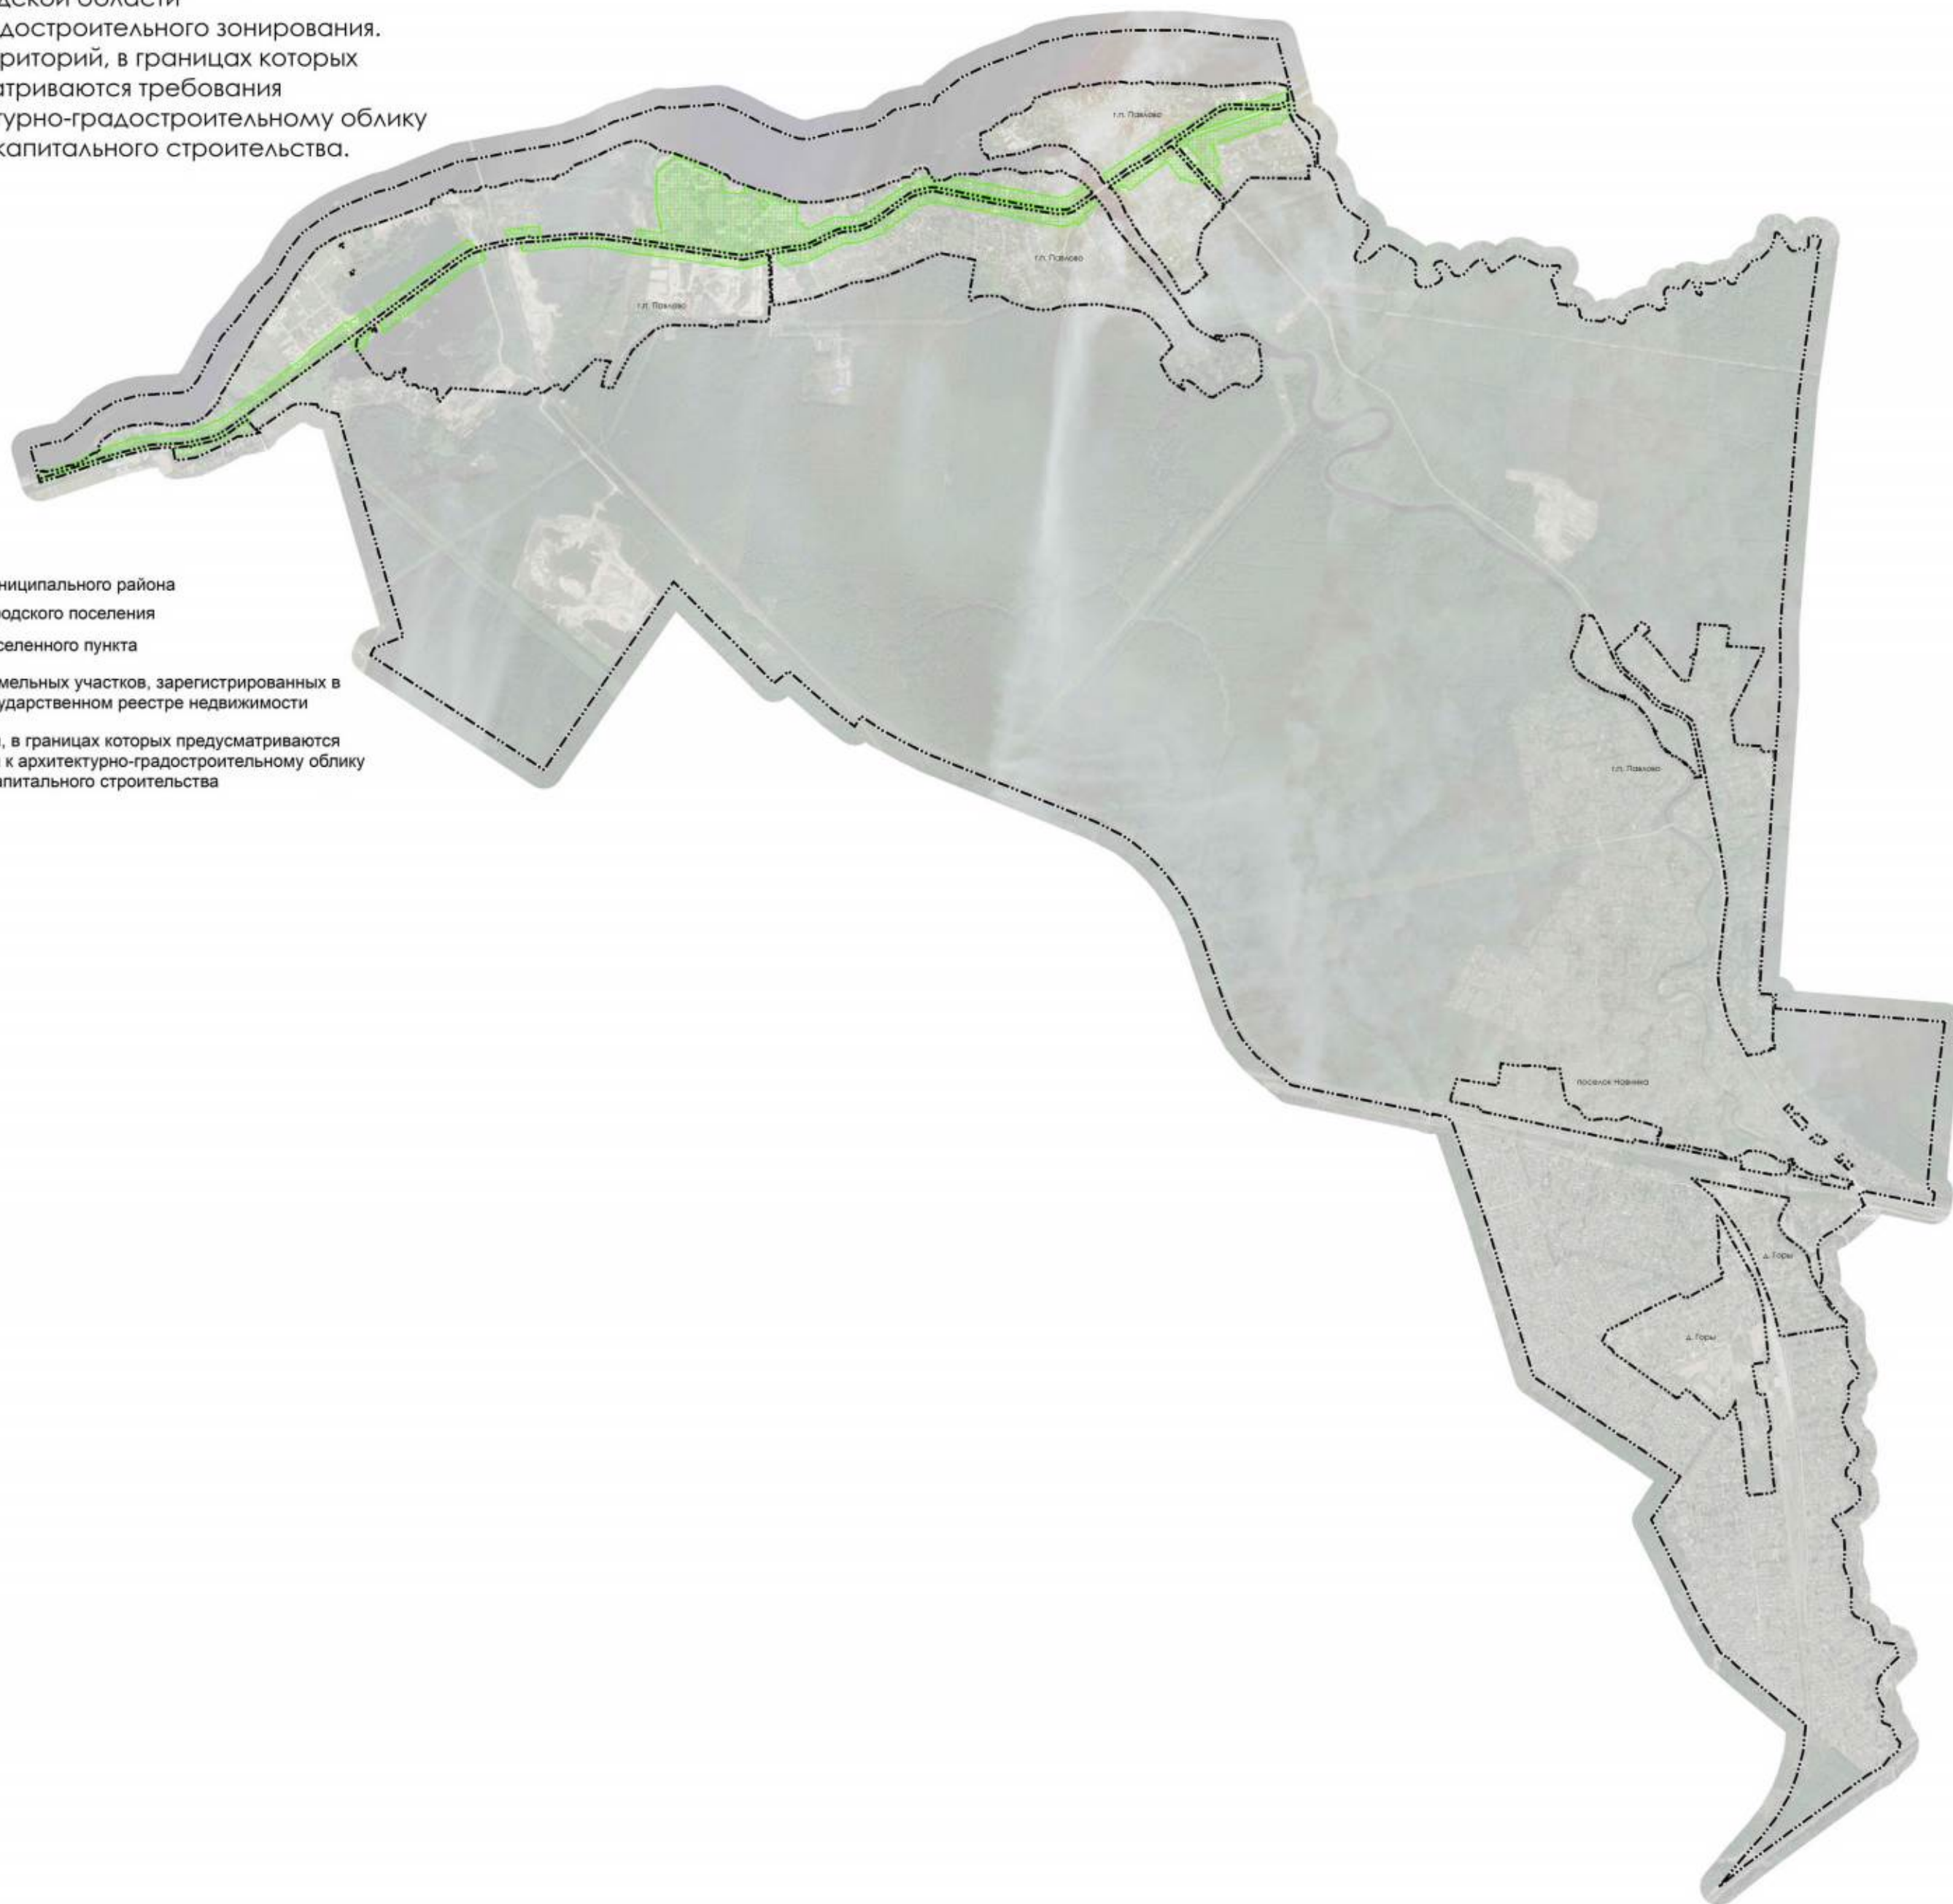 дской области
достроительного зонирования.
риторий, в границах которых
атриваются требования
турно-градостроительному облику
капитального строительства.
г.п. Павлово
г.п. Павлово
г.п. Павлово
ниципального района
одского поселения
селенного пункта
мельных участков, зарегистрированных в
ударственном реестре недвижимости
, в границах которых предусматриваются
к архитектурно-градостроительному облику
апитального строительства
г.п. Павлово
поселок Новинка
д. Горы
д. Горы